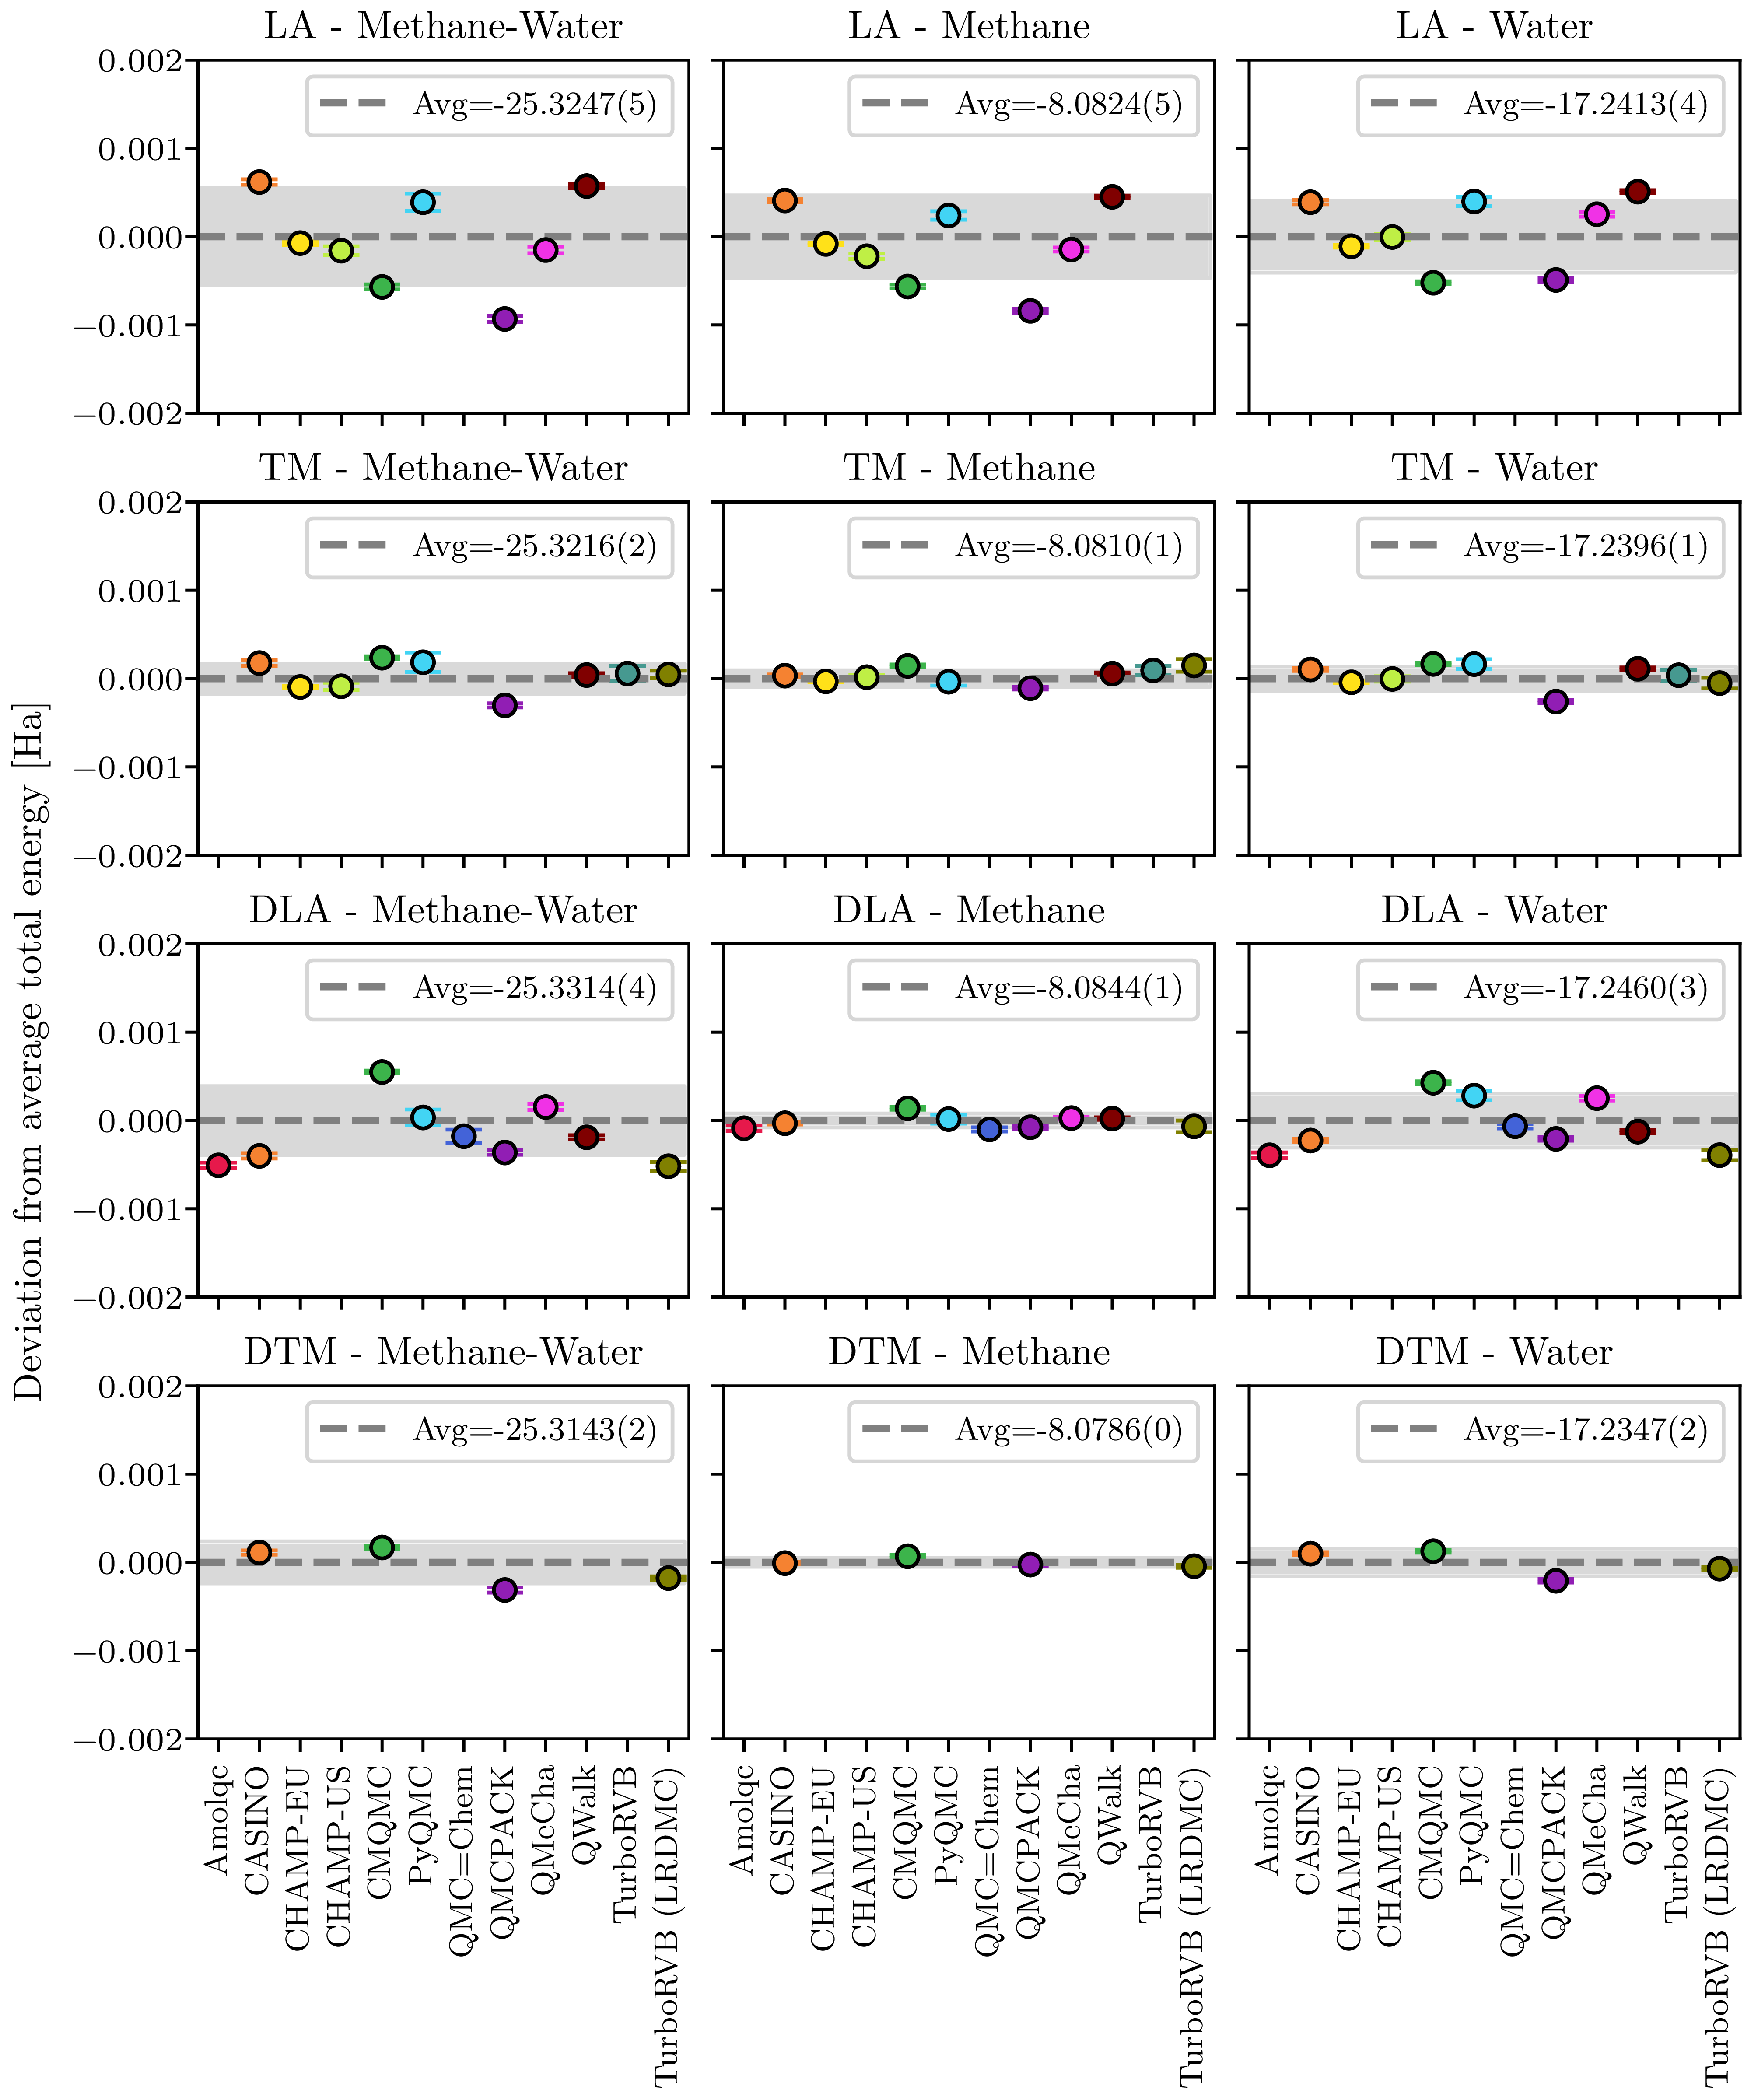 LA - Methane-Water
LA - Methane
LA - Water
0.002
0.001
0.000
−0.001
−0.002
Avg=-25.3247(5)
Avg=-8.0824(5)
Avg=-17.2413(4)
TM - Methane-Water
TM - Methane
TM - Water
0.002
0.001
0.000
−0.001
−0.002
Avg=-25.3216(2)
Avg=-8.0810(1)
Avg=-17.2396(1)
Deviation from average total energy [Ha]
DLA - Methane-Water
DLA - Methane
DLA - Water
0.002
0.001
0.000
−0.001
−0.002
Avg=-25.3314(4)
Avg=-8.0844(1)
Avg=-17.2460(3)
DTM - Methane-Water
DTM - Methane
DTM - Water
0.002
0.001
0.000
−0.001
−0.002
Avg=-25.3143(2)
Avg=-8.0786(0)
Avg=-17.2347(2)
Amolqc
CASINO
CHAMP-EU
CHAMP-US
CMQMC
PyQMC
QMC=Chem
QMCPACK
QMeCha
QWalk
TurboRVB
TurboRVB (LRDMC)
Amolqc
CASINO
CHAMP-EU
CHAMP-US
CMQMC
PyQMC
QMC=Chem
QMCPACK
QMeCha
QWalk
TurboRVB
TurboRVB (LRDMC)
Amolqc
CASINO
CHAMP-EU
CHAMP-US
CMQMC
PyQMC
QMC=Chem
QMCPACK
QMeCha
QWalk
TurboRVB
TurboRVB (LRDMC)